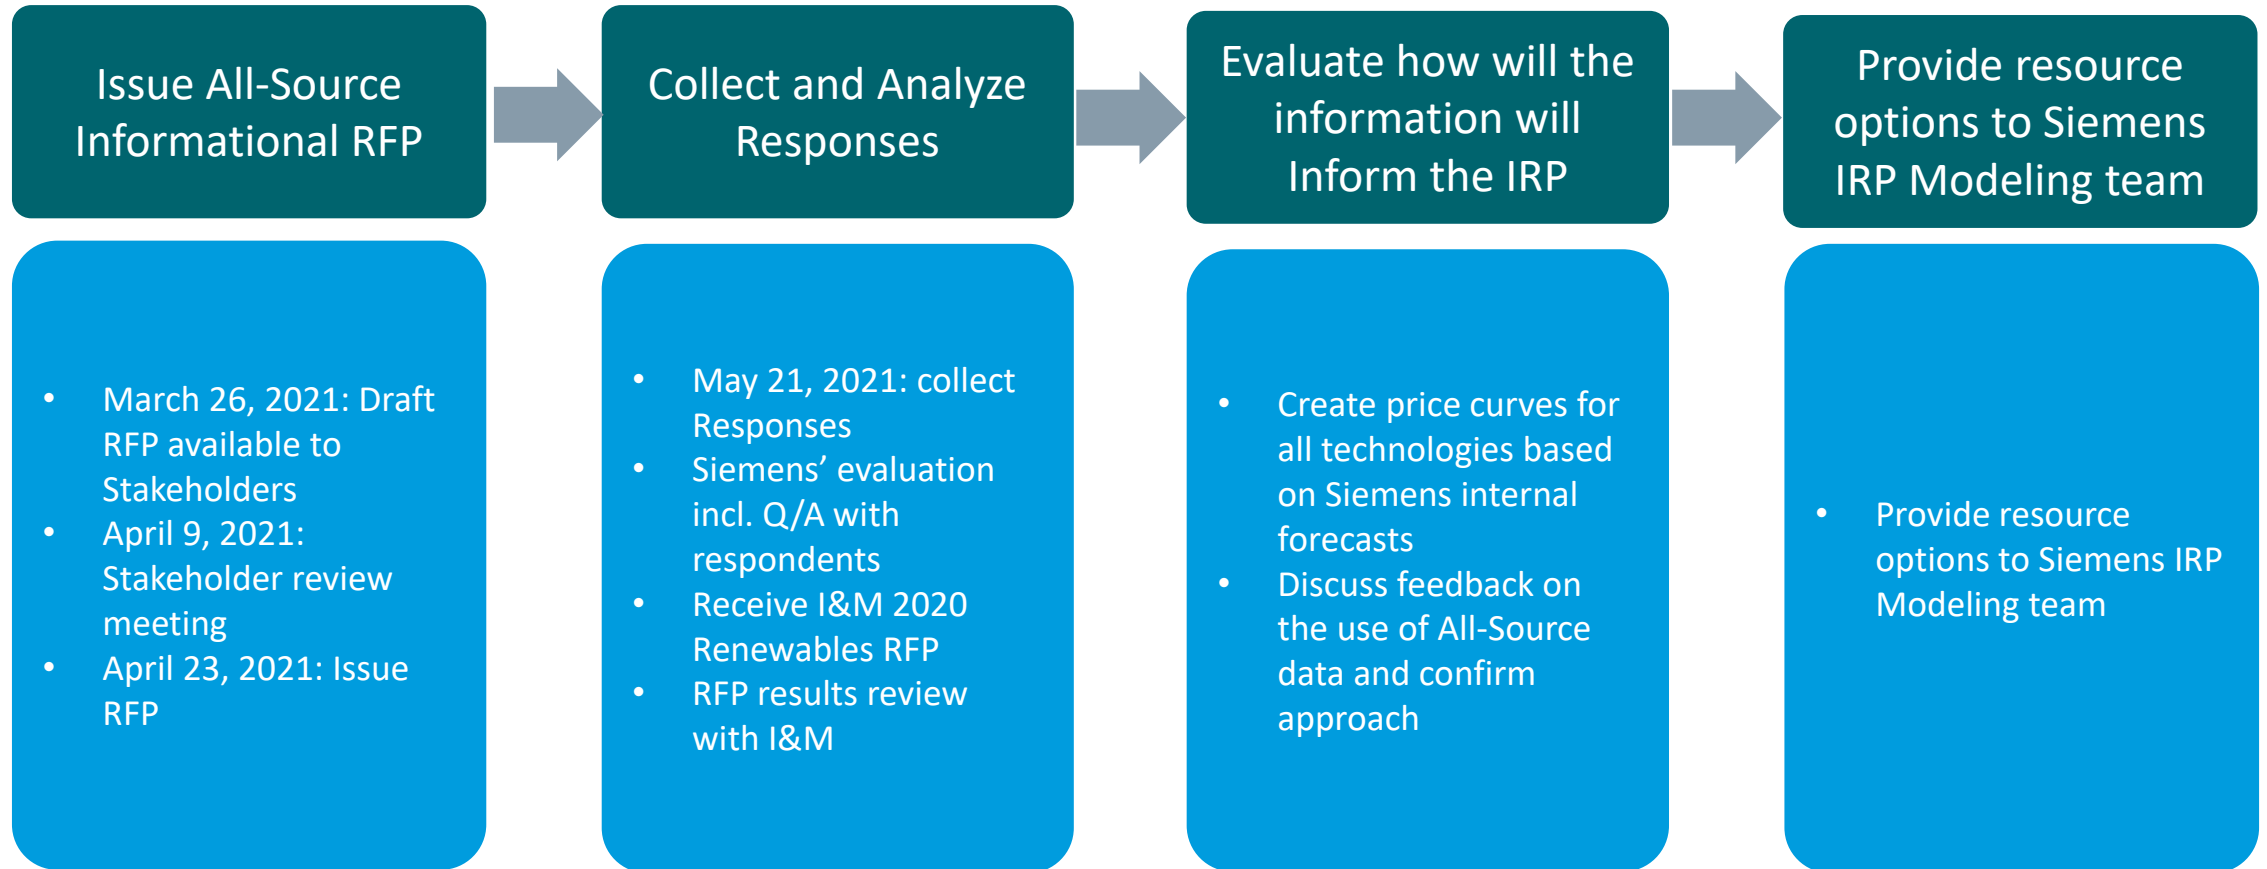 Issue All-Source
Informational RFP
Collect and Analyze
Responses
Evaluate how will the
information will
Inform the IRP
Provide resource
options to Siemens
IRP Modeling team
• March 26, 2021: Draft
RFP available to
Stakeholders
• April 9, 2021:
Stakeholder review
meeting
• April 23, 2021: Issue
RFP
• May 21, 2021: collect
Responses
• Siemens’ evaluation
incl. Q/A with
respondents
• Receive I&M 2020
Renewables RFP
• RFP results review
with I&M
• Create price curves for
all technologies based
on Siemens internal
forecasts
• Discuss feedback on
the use of All-Source
data and confirm
approach
• Provide resource
options to Siemens IRP
Modeling team